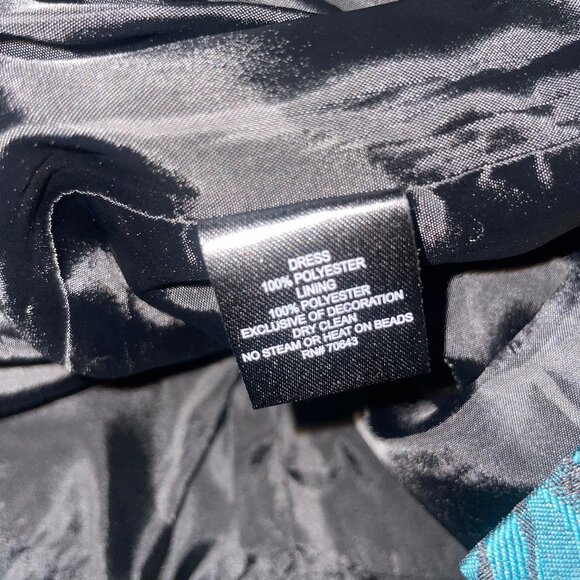 DRESS
100% POLYESTER
LINING
100% POLYESTER
EXCLUSIVE OF DECORATION
DRY CLEAN
NO STEAM OR HEAT ON BEADS
RN# 70643